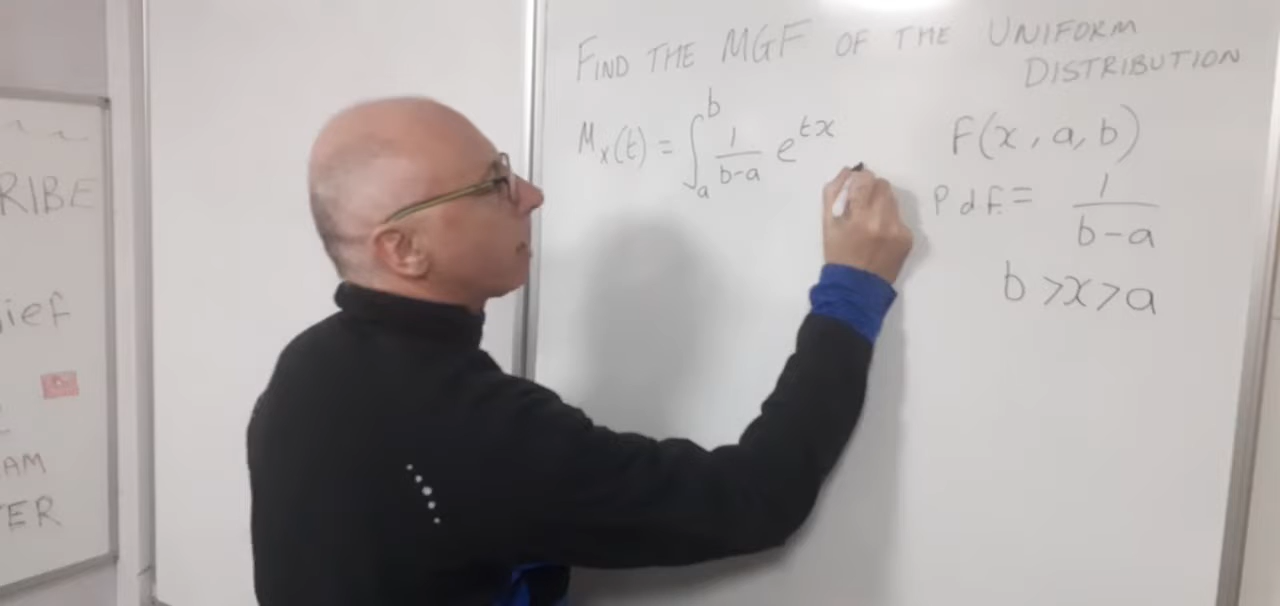 FIND THE MGF OF THE UNIFORM
DISTRIBUTION
Mx(t) = ∫ₐᵇ 1/(b-a) e^tx
F(x, a, b)
Pdf = 1/(b-a)
b > x > a
RIBE
ief
AM
ER